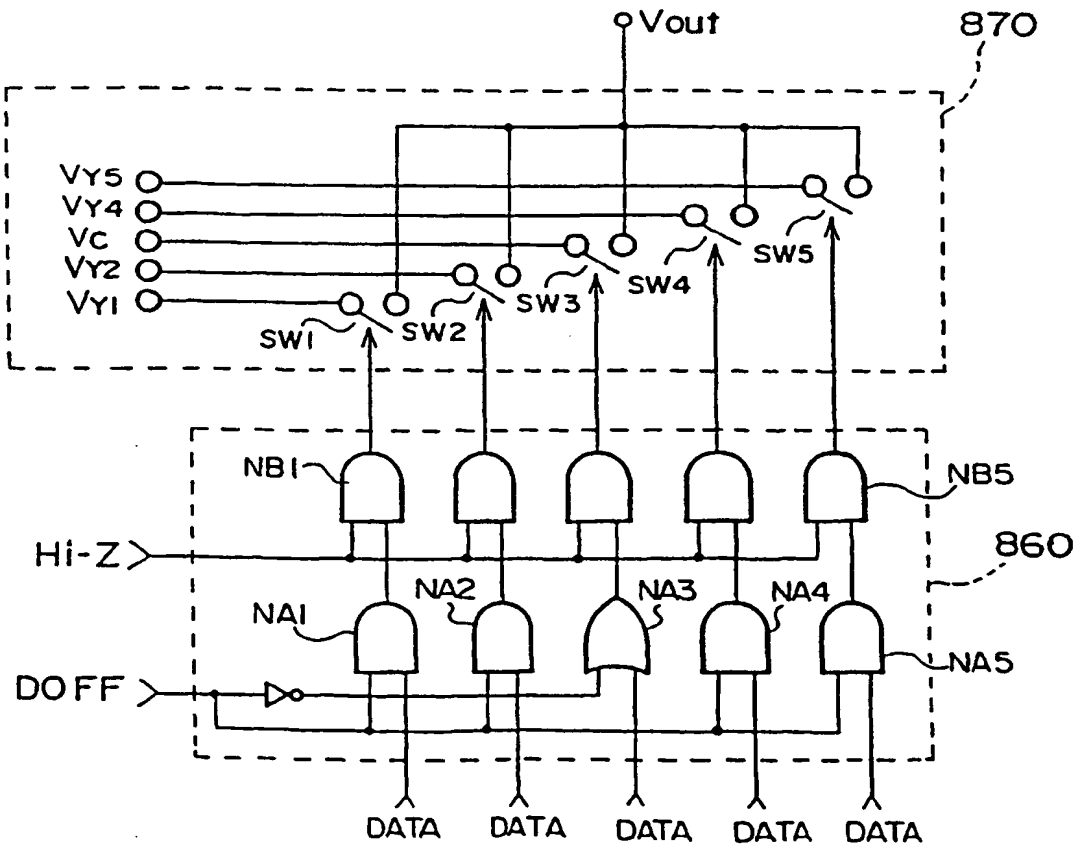 Vout
870
VY5
VY4
VC
VY2
VY1
SW1
SW2
SW3
SW4
SW5
NB1
NB5
Hi-Z
860
NA1
NA2
NA3
NA4
NA5
DOFF
DATA DATA DATA DATA DATA